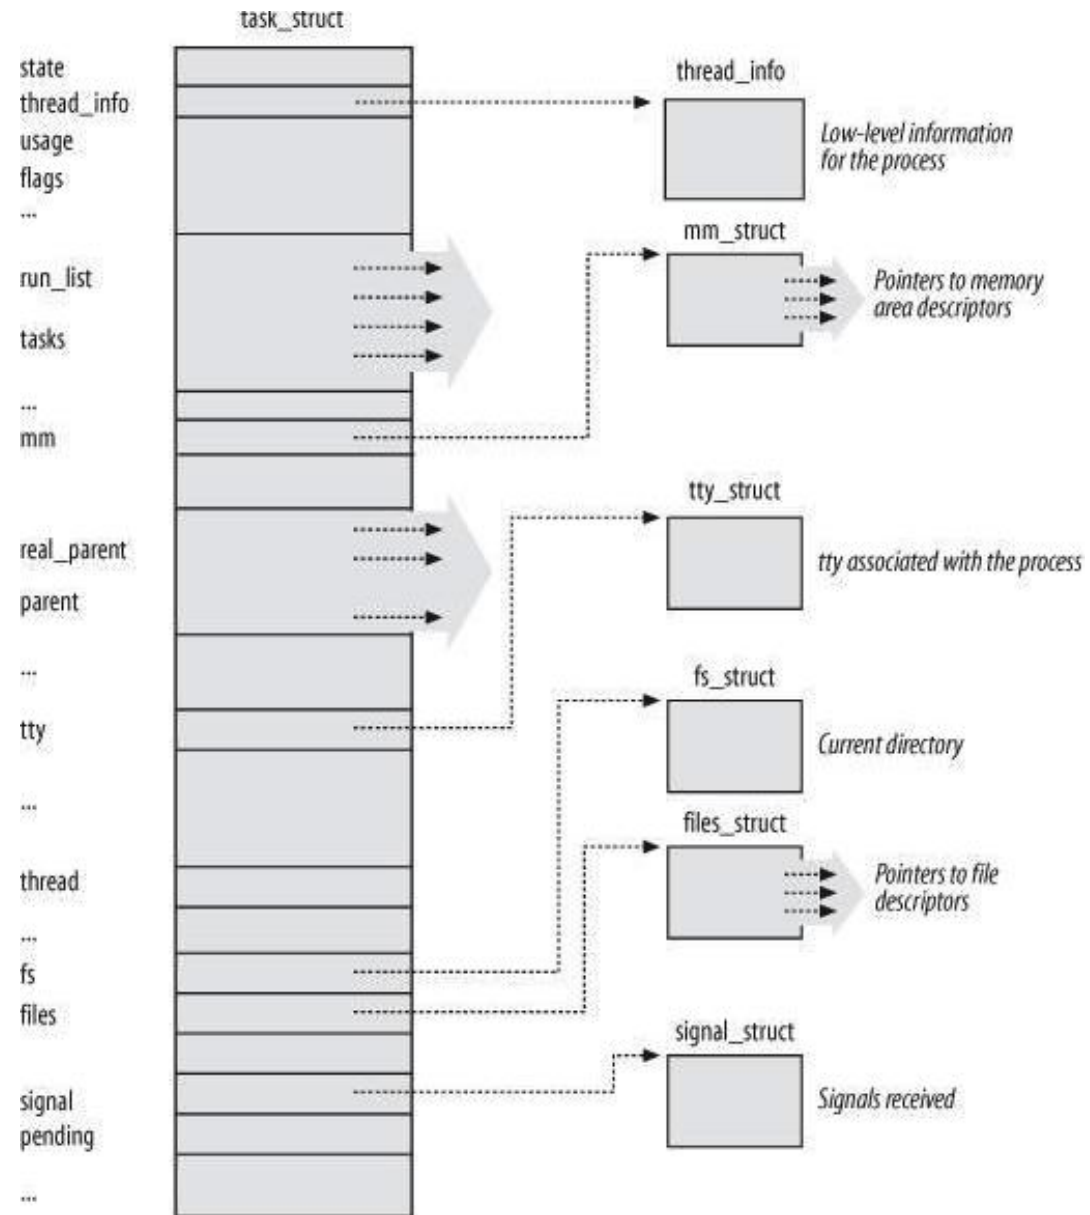 task_struct
state
thread_info
usage
flags
...
run_list
tasks
...
mm
real_parent
parent
...
tty
...
thread
...
fs
files
signal
pending
...
thread_info
Low-level information
for the process
mm_struct
Pointers to memory
area descriptors
tty_struct
tty associated with the process
fs_struct
Current directory
files_struct
Pointers to file
descriptors
signal_struct
Signals received